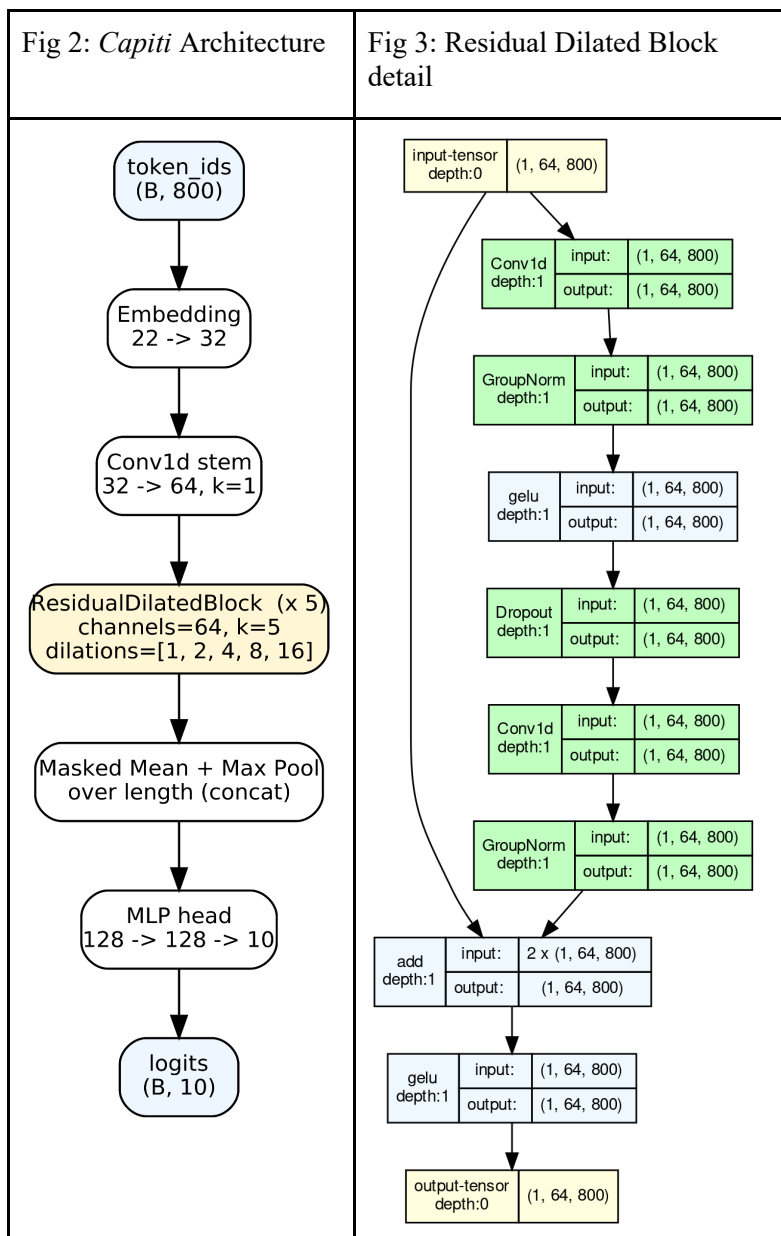 Fig 2: Capiti Architecture
token_ids
(B, 800)
Embedding
22 -> 32
Conv1d stem
32 -> 64, k=1
ResidualDilatedBlock (x 5)
channels=64, k=5
dilations=[1, 2, 4, 8, 16]
Masked Mean + Max Pool
over length (concat)
MLP head
128 -> 128 -> 10
logits
(B, 10)
Fig 3: Residual Dilated Block
detail
input-tensor
depth:0
(1, 64, 800)
Conv1d
depth:1
input: (1, 64, 800)
output: (1, 64, 800)
GroupNorm
depth:1
input: (1, 64, 800)
output: (1, 64, 800)
gelu
depth:1
input: (1, 64, 800)
output: (1, 64, 800)
Dropout
depth:1
input: (1, 64, 800)
output: (1, 64, 800)
Conv1d
depth:1
input: (1, 64, 800)
output: (1, 64, 800)
GroupNorm
depth:1
input: (1, 64, 800)
output: (1, 64, 800)
add
depth:1
input: 2 x (1, 64, 800)
output: (1, 64, 800)
gelu
depth:1
input: (1, 64, 800)
output: (1, 64, 800)
output-tensor
depth:0
(1, 64, 800)